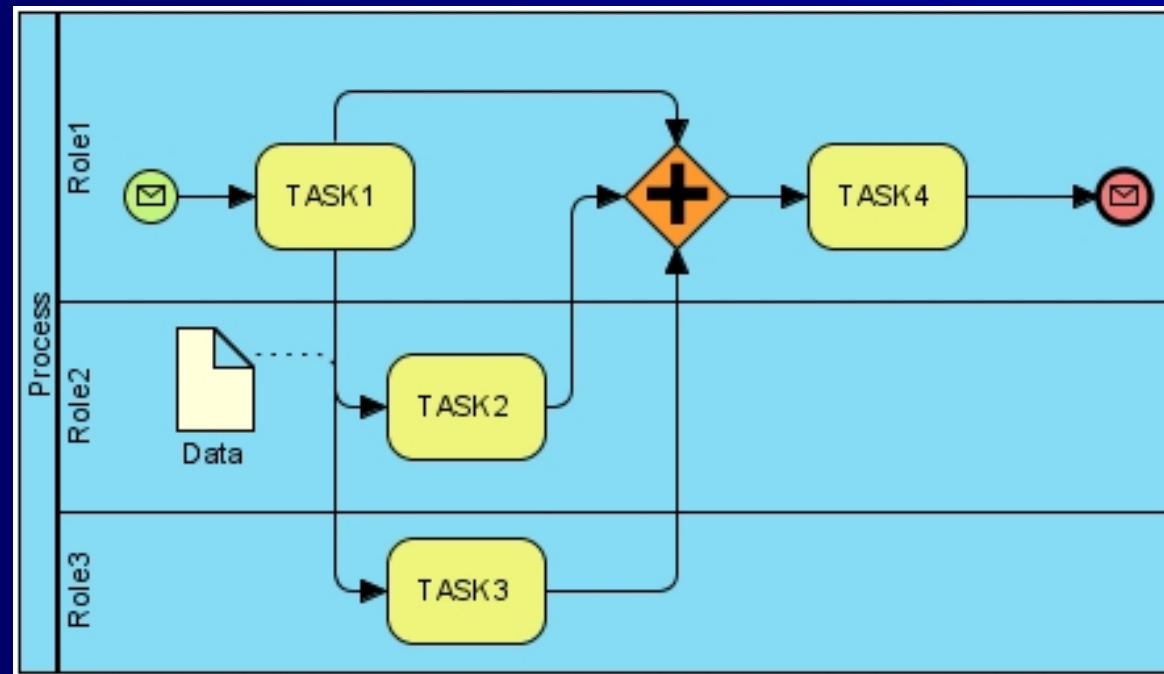 Process
Role1
TASK1
TASK4
Role2
Data
TASK2
Role3
TASK3